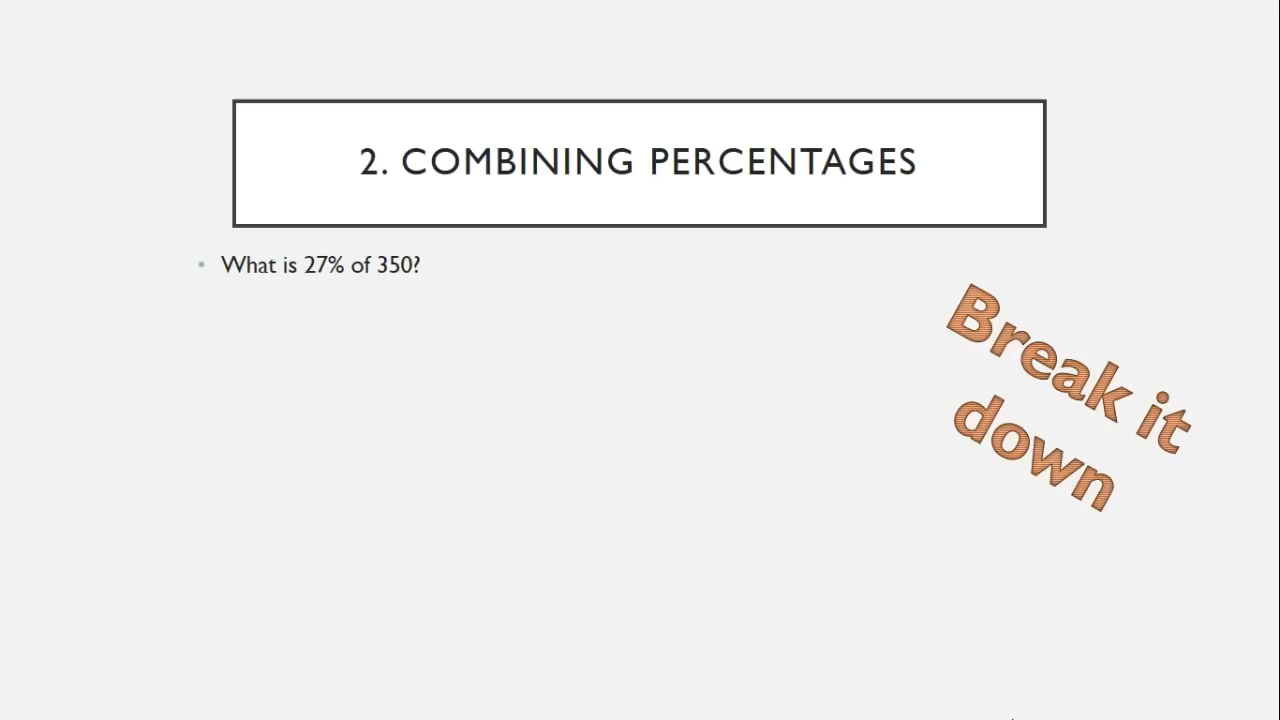 2. COMBINING PERCENTAGES
• What is 27% of 350?
Break it
down